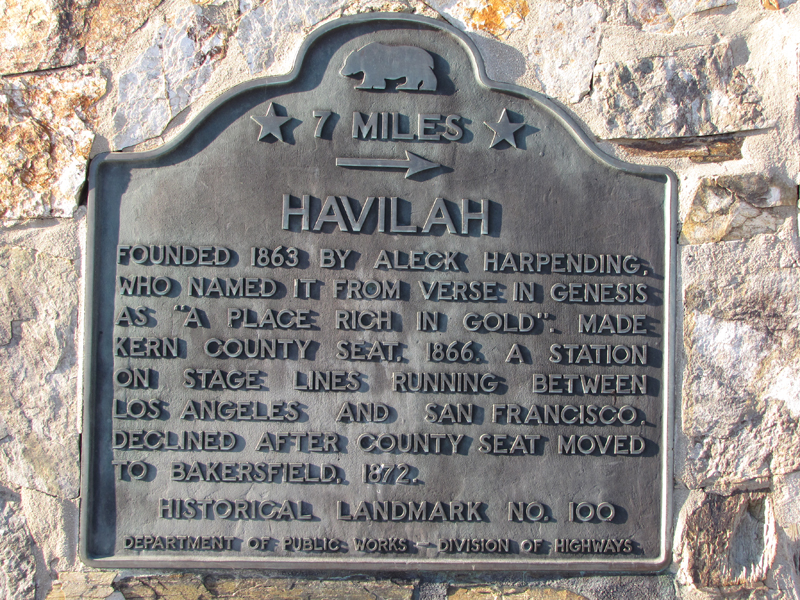 7 MILES
HAVILAH
FOUNDED 1863 BY ALECK HARPENDING,
WHO NAMED IT FROM VERSE IN GENESIS
AS "A PLACE RICH IN GOLD". MADE
KERN COUNTY SEAT, 1866. A STATION
ON STAGE LINES RUNNING BETWEEN
LOS ANGELES AND SAN FRANCISCO.
DECLINED AFTER COUNTY SEAT MOVED
TO BAKERSFIELD, 1872.
HISTORICAL LANDMARK NO. 100
DEPARTMENT OF PUBLIC WORKS – DIVISION OF HIGHWAYS